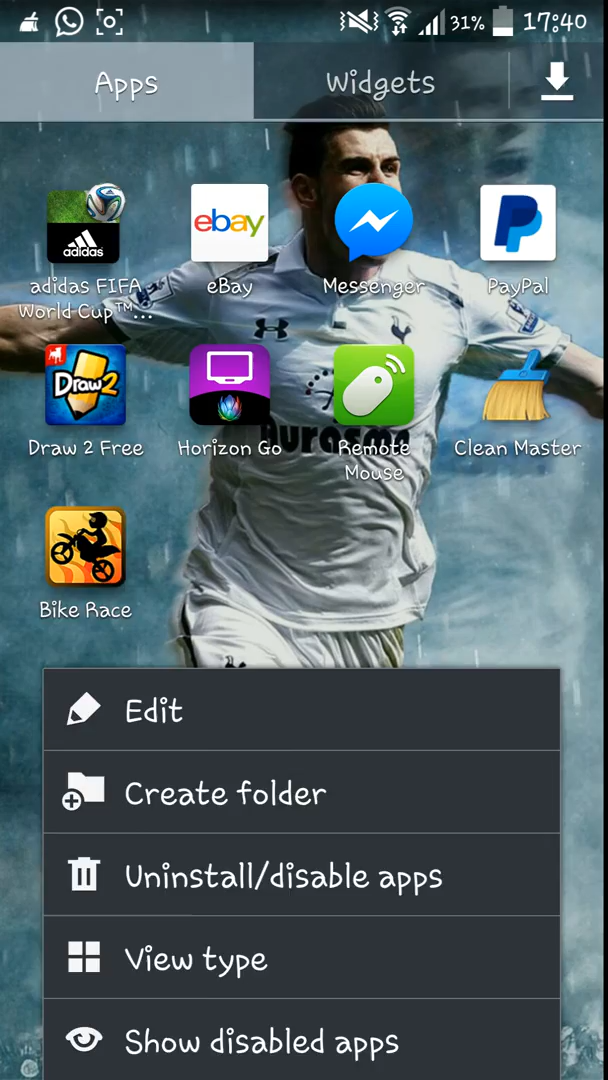 31% 17:40
Apps Widgets
adidas
ebay
adidas FIFA
World Cup™...
eBay
Messenger
PayPal
Draw2
Draw 2 Free
Horizon Go
Remote
Mouse
Clean Master
Aurasma
Bike Race
Edit
Create folder
Uninstall/disable apps
View type
Show disabled apps